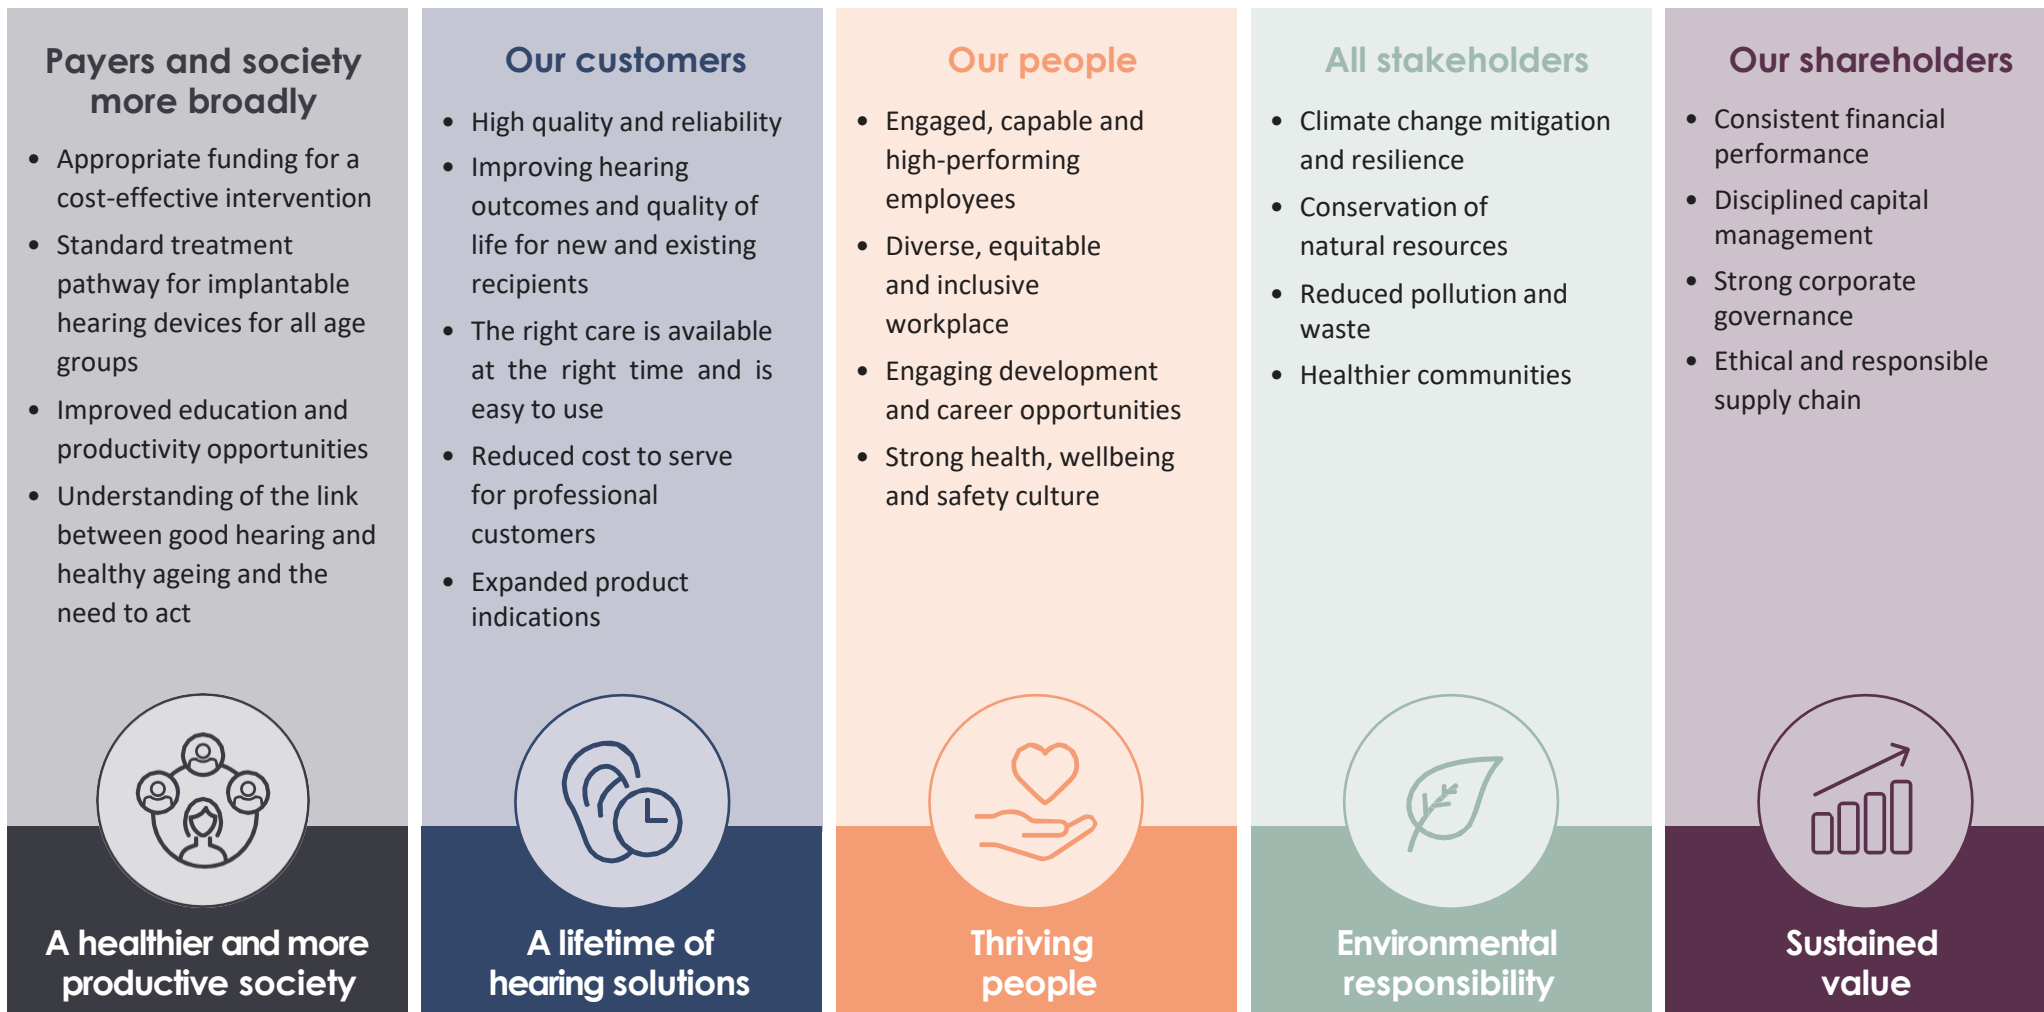 Payers and society
more broadly
• Appropriate funding for a
cost-effective intervention
• Standard treatment
pathway for implantable
hearing devices for all age
groups
• Improved education and
productivity opportunities
• Understanding of the link
between good hearing and
healthy ageing and the
need to act
A healthier and more
productive society
Our customers
• High quality and reliability
• Improving hearing
outcomes and quality of
life for new and existing
recipients
• The right care is available
at the right time and is
easy to use
• Reduced cost to serve
for professional
customers
• Expanded product
indications
A lifetime of
hearing solutions
Our people
• Engaged, capable and
high-performing
employees
• Diverse, equitable
and inclusive
workplace
• Engaging development
and career opportunities
• Strong health, wellbeing
and safety culture
Thriving
people
All stakeholders
• Climate change mitigation
and resilience
• Conservation of
natural resources
• Reduced pollution and
waste
• Healthier communities
Environmental
responsibility
Our shareholders
• Consistent financial
performance
• Disciplined capital
management
• Strong corporate
governance
• Ethical and responsible
supply chain
Sustained
value